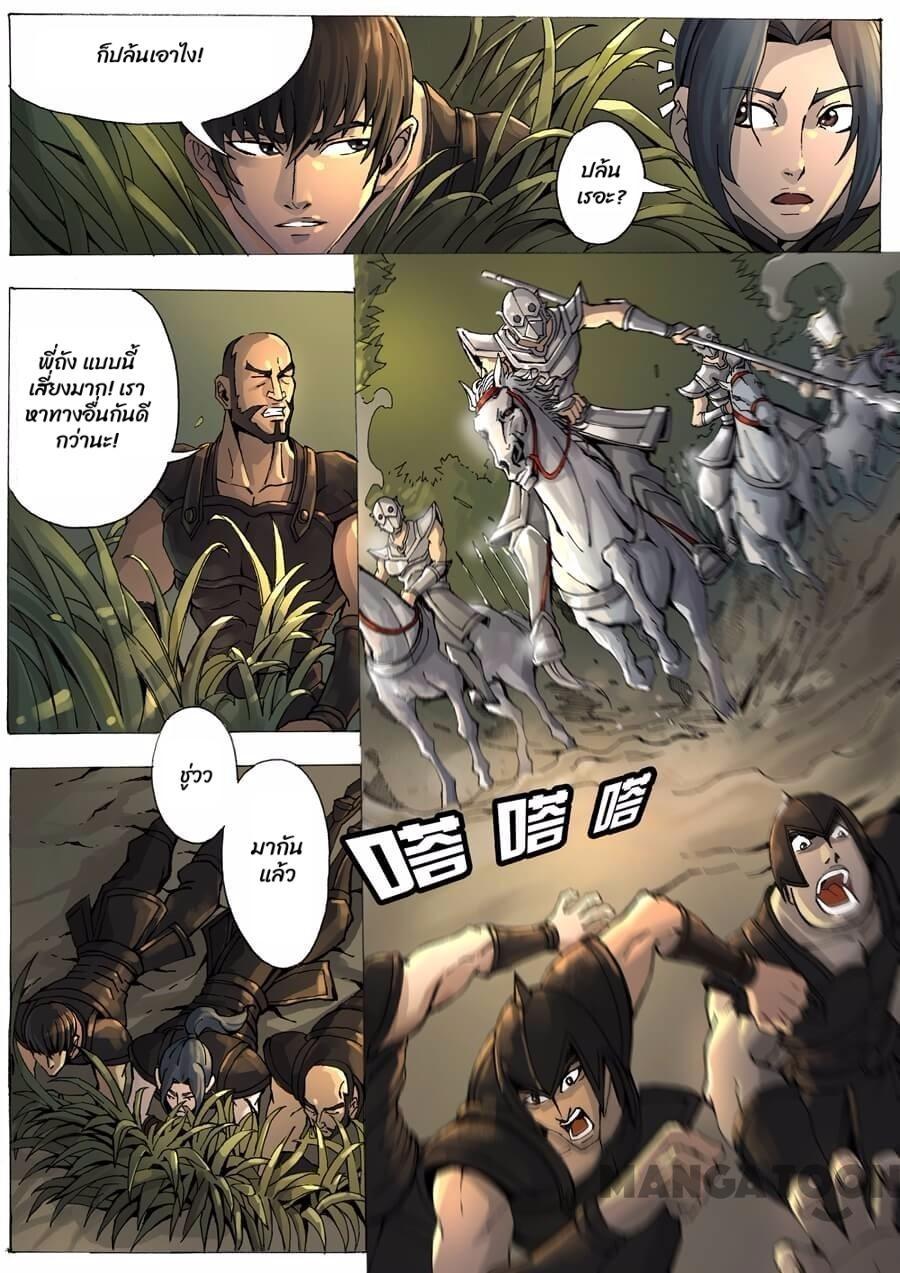 ก็ปล้นเอาไง!
ปล้น
เรอะ?
พี่ถัง แบบนี้
เสี่ยงมาก! เรา
หาทางอื่นกันดี
กว่านะ!
ชู่วว
มากัน
แล้ว
嗒 嗒 嗒
MANGATOON